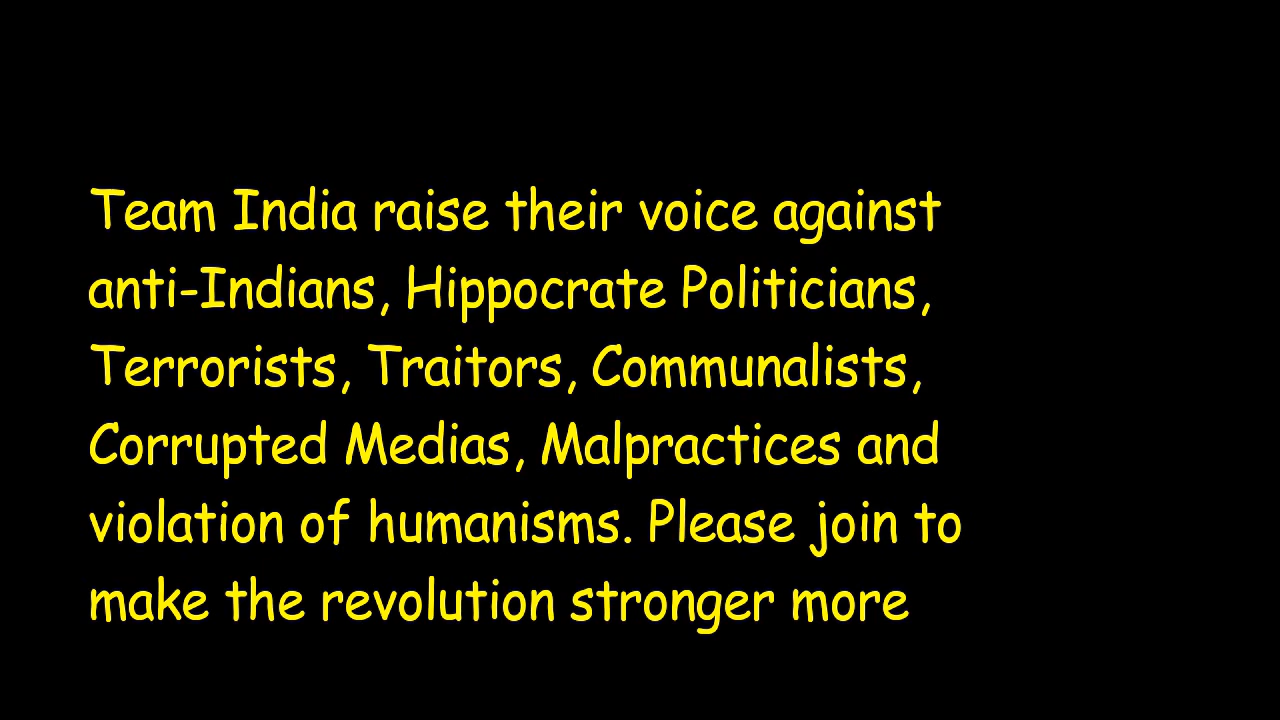 Team India raise their voice against
anti-Indians, Hippocrate Politicians,
Terrorists, Traitors, Communalists,
Corrupted Medias, Malpractices and
violation of humanisms. Please join to
make the revolution stronger more